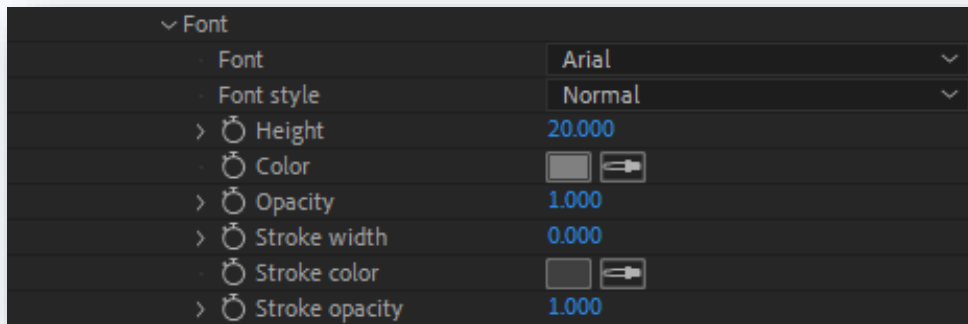 Font
Font Arial
Font style Normal
Height 20.000
Color
Opacity 1.000
Stroke width 0.000
Stroke color
Stroke opacity 1.000